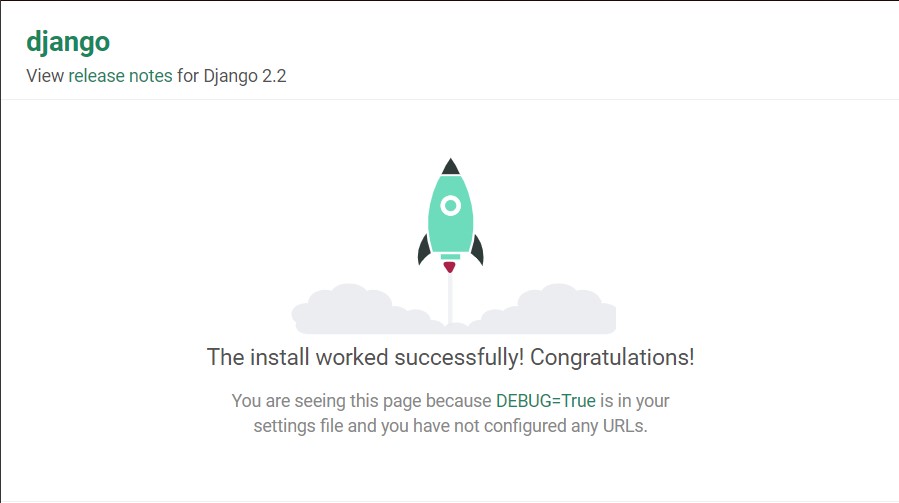 django
View release notes for Django 2.2
The install worked successfully! Congratulations!
You are seeing this page because DEBUG=True is in your
settings file and you have not configured any URLs.